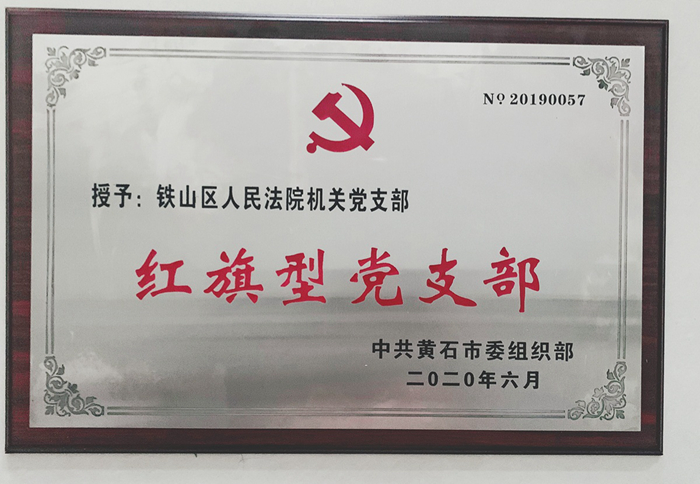 № 20190057
授予：铁山区人民法院机关党支部
红旗型党支部
中共黄石市委组织部
二〇二〇年六月